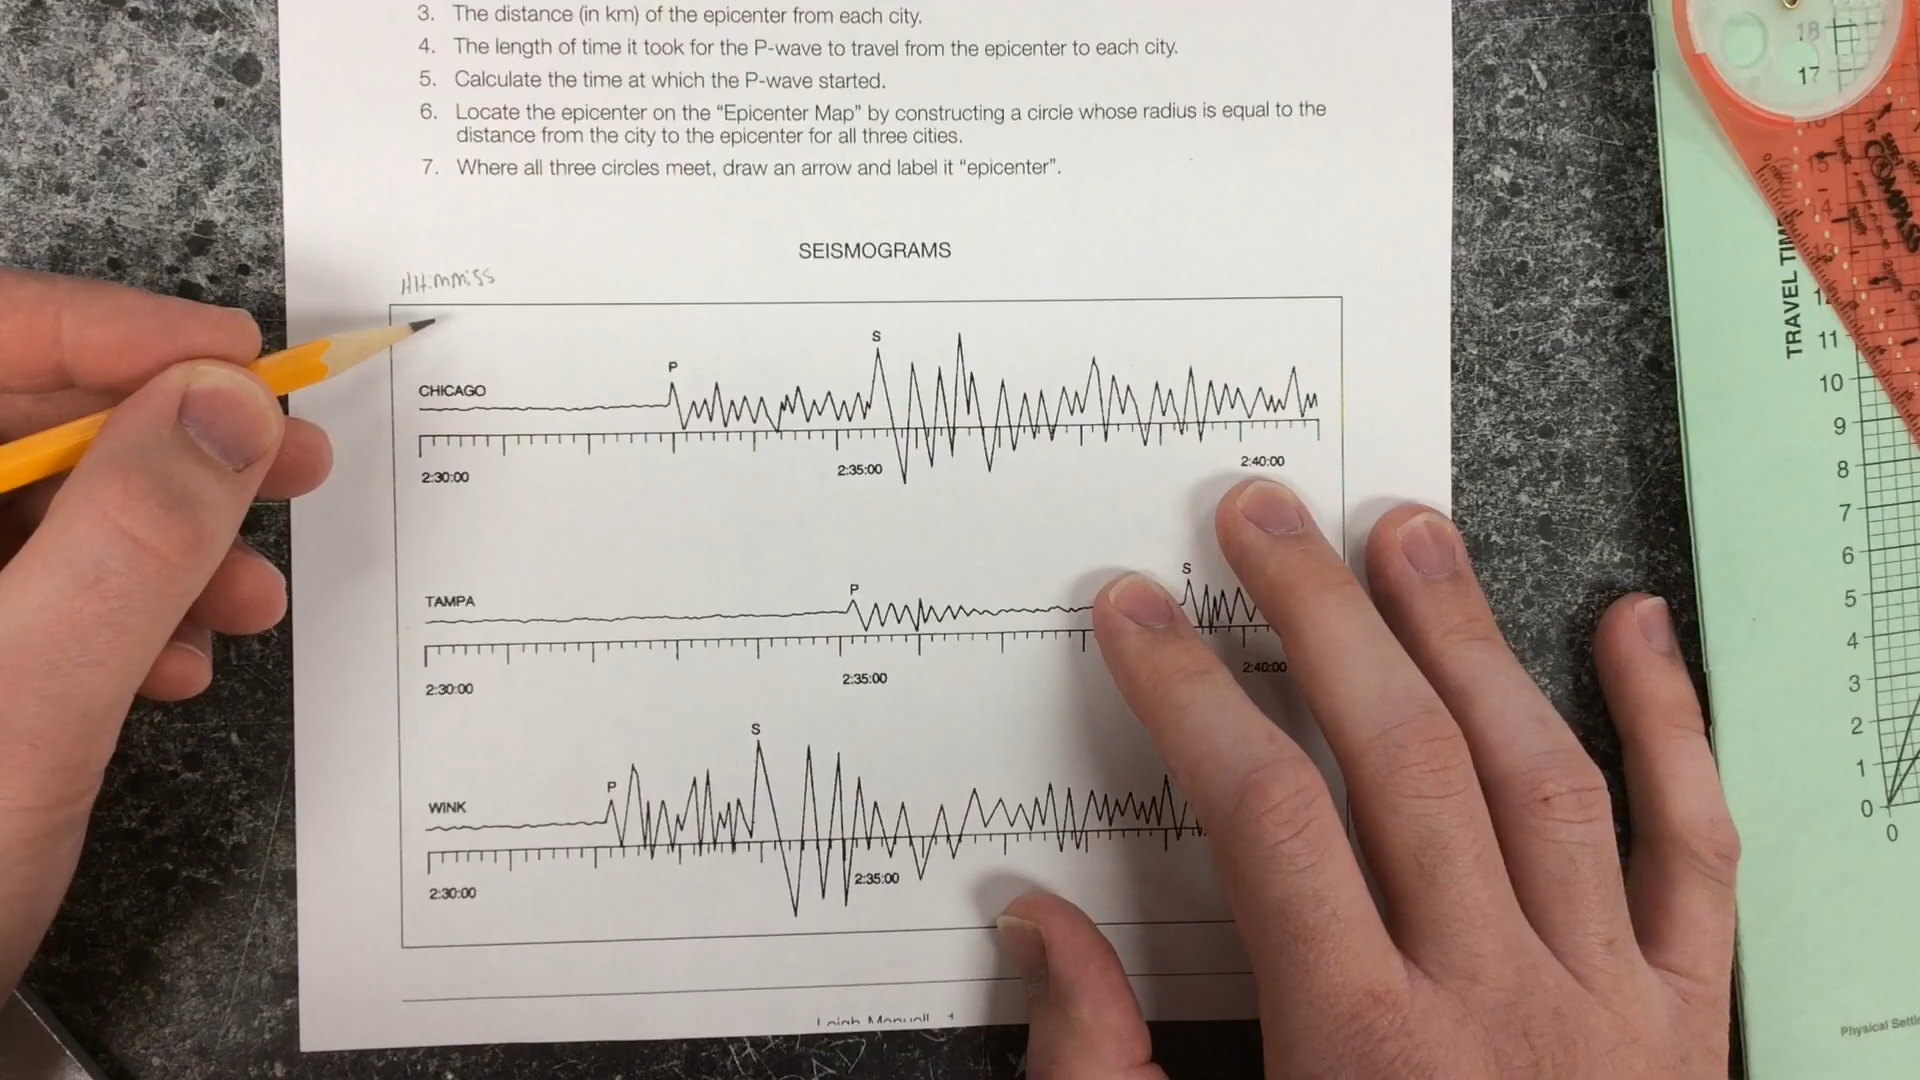 3. The distance (in km) of the epicenter from each city.
4. The length of time it took for the P-wave to travel from the epicenter to each city.
5. Calculate the time at which the P-wave started.
6. Locate the epicenter on the “Epicenter Map” by constructing a circle whose radius is equal to the
distance from the city to the epicenter for all three cities.
7. Where all three circles meet, draw an arrow and label it “epicenter”.
SEISMOGRAMS
HH:mm:SS
S
P
CHICAGO
2:30:00
2:35:00
2:40:00
S
P
TAMPA
2:30:00
2:35:00
2:40:00
S
P
WINK
2:30:00
2:35:00
18
17
15
COMPASS
TRAVEL TIM
11
10
9
8
7
6
5
4
3
2
1
0
0
Physical Setti